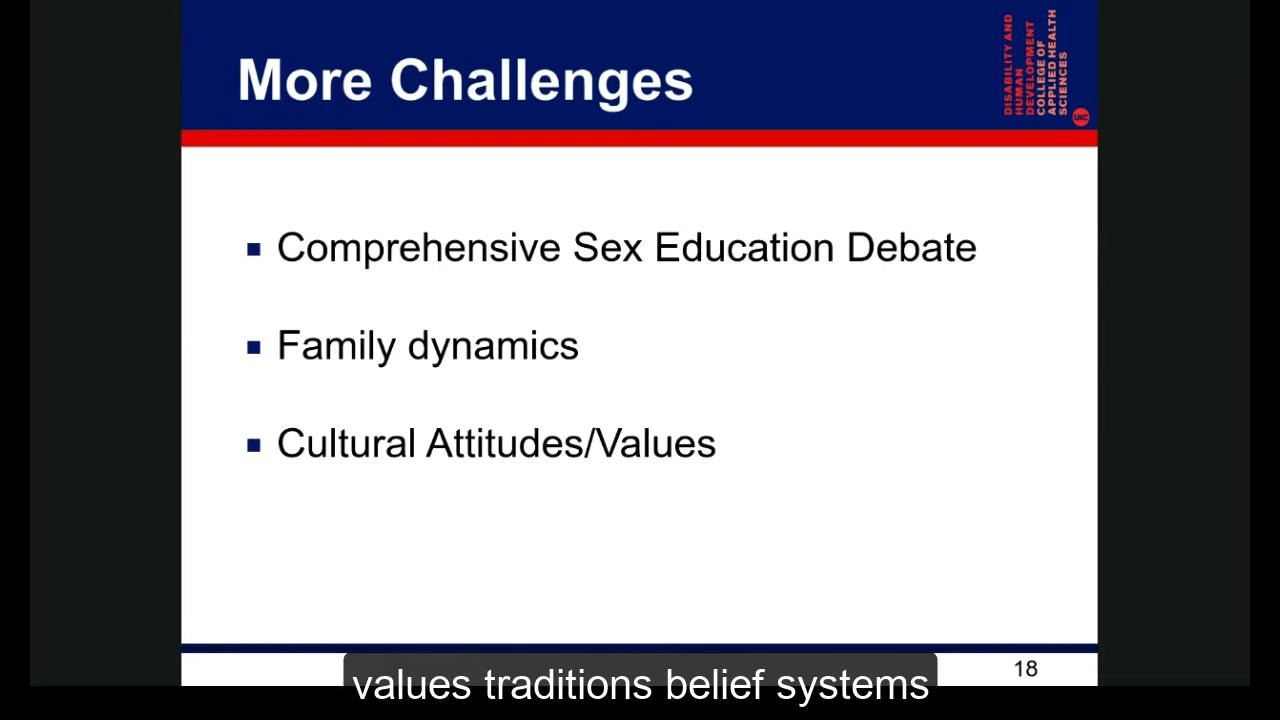 More Challenges
DISABILITY AND
HUMAN
DEVELOPMENT
COLLEGE OF
APPLIED HEALTH
SCIENCES
UIC
Comprehensive Sex Education Debate
Family dynamics
Cultural Attitudes/Values
18
values traditions belief systems